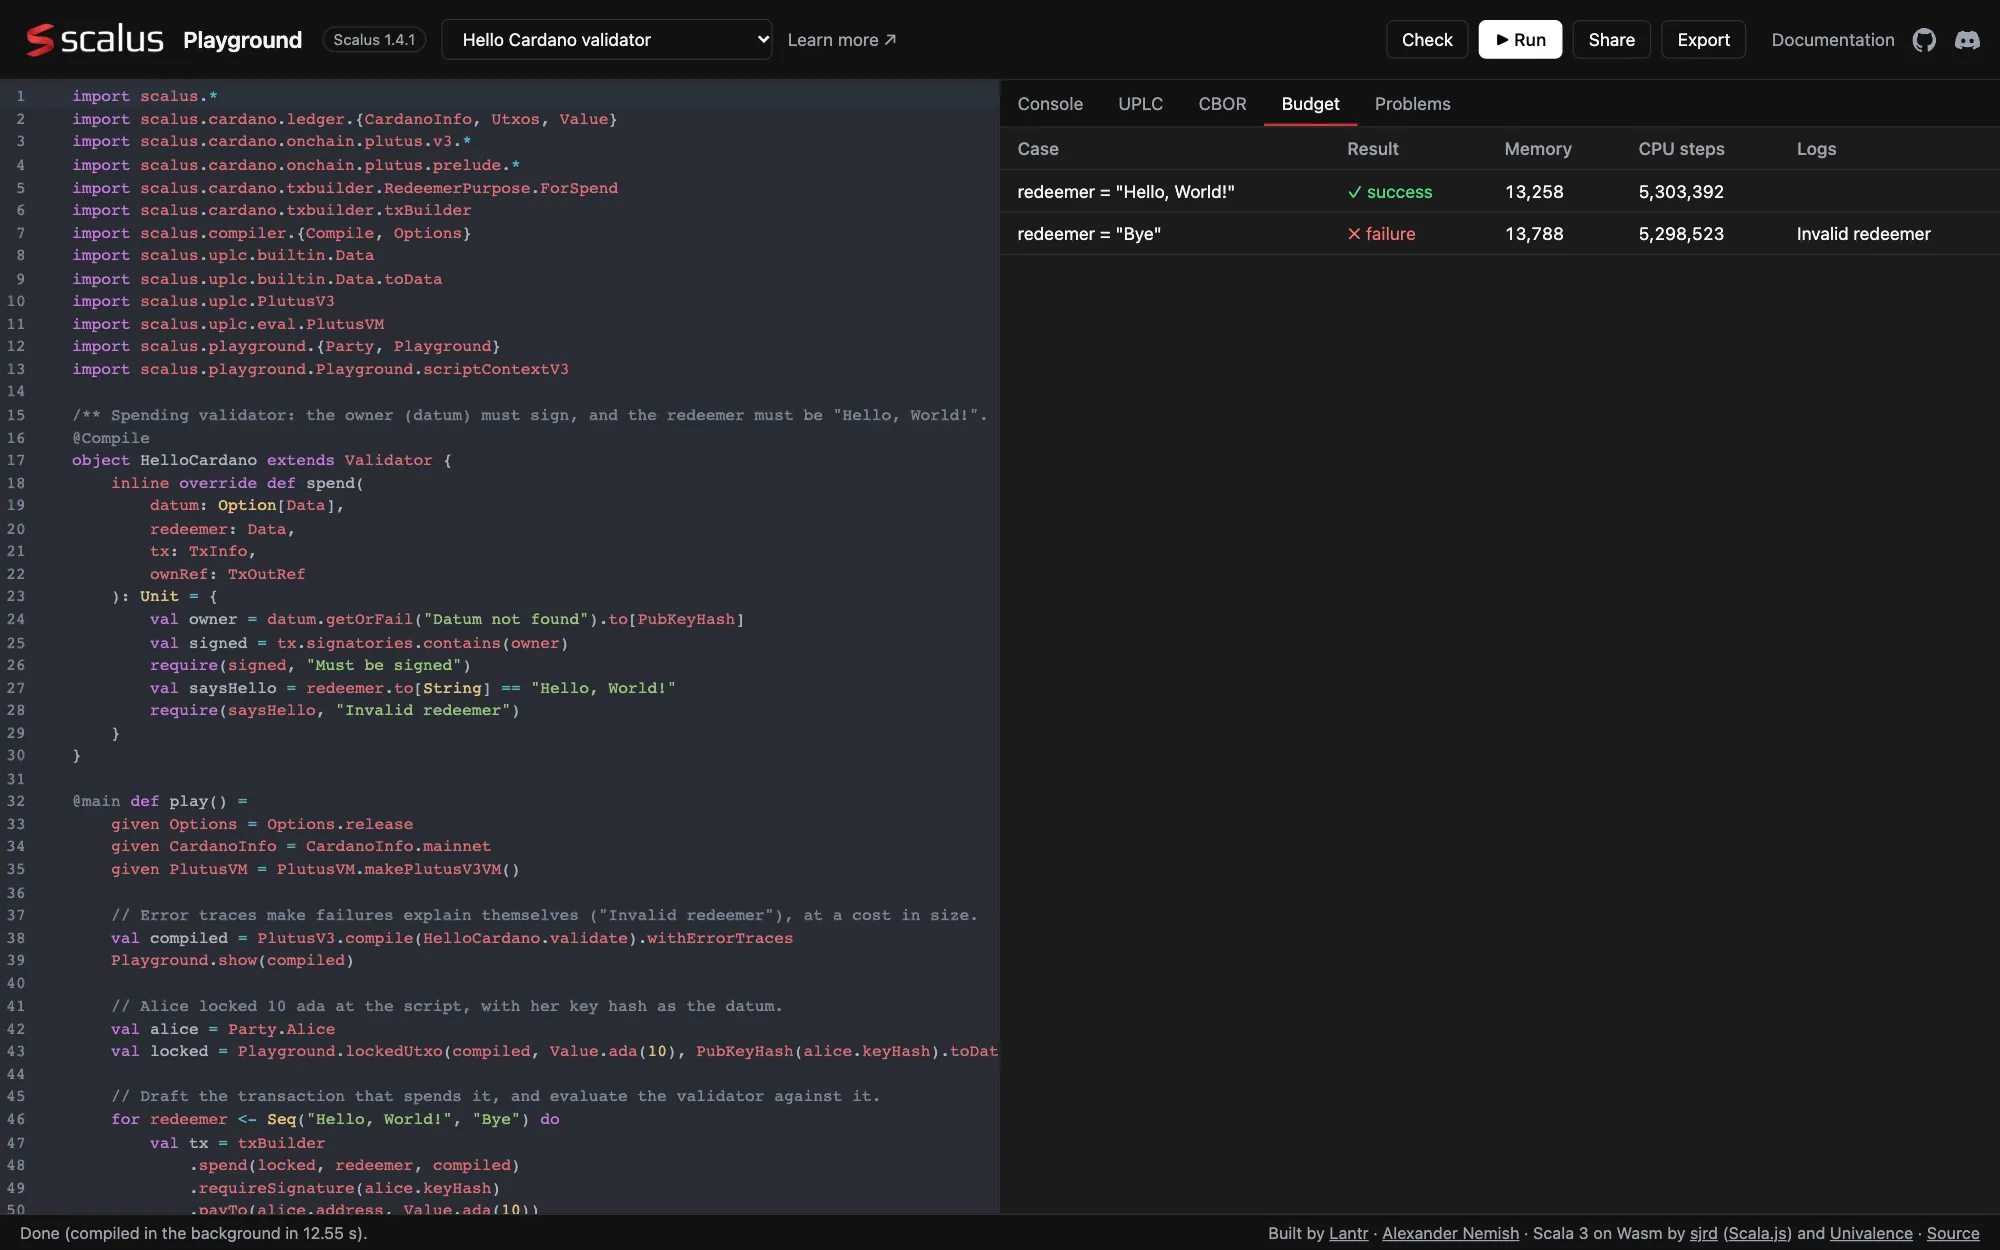 scalus Playground Scalus 1.4.1 Hello Cardano validator Learn more ↗ Check ▶ Run Share Export Documentation
1 import scalus.*
2 import scalus.cardano.ledger.{CardanoInfo, Utxos, Value}
3 import scalus.cardano.onchain.plutus.v3.*
4 import scalus.cardano.onchain.plutus.prelude.*
5 import scalus.cardano.txbuilder.RedeemerPurpose.ForSpend
6 import scalus.cardano.txbuilder.txBuilder
7 import scalus.compiler.{Compile, Options}
8 import scalus.uplc.builtin.Data
9 import scalus.uplc.builtin.Data.toData
10 import scalus.uplc.PlutusV3
11 import scalus.uplc.eval.PlutusVM
12 import scalus.playground.{Party, Playground}
13 import scalus.playground.Playground.scriptContextV3
14
15 /** Spending validator: the owner (datum) must sign, and the redeemer must be "Hello, World!".
16 @Compile
17 object HelloCardano extends Validator {
18 inline override def spend(
19 datum: Option[Data],
20 redeemer: Data,
21 tx: TxInfo,
22 ownRef: TxOutRef
23 ): Unit = {
24 val owner = datum.getOrFail("Datum not found").to[PubKeyHash]
25 val signed = tx.signatories.contains(owner)
26 require(signed, "Must be signed")
27 val saysHello = redeemer.to[String] == "Hello, World!"
28 require(saysHello, "Invalid redeemer")
29 }
30 }
31
32 @main def play() =
33 given Options = Options.release
34 given CardanoInfo = CardanoInfo.mainnet
35 given PlutusVM = PlutusVM.makePlutusV3VM()
36
37 // Error traces make failures explain themselves ("Invalid redeemer"), at a cost in size.
38 val compiled = PlutusV3.compile(HelloCardano.validate).withErrorTraces
39 Playground.show(compiled)
40
41 // Alice locked 10 ada at the script, with her key hash as the datum.
42 val alice = Party.Alice
43 val locked = Playground.lockedUtxo(compiled, Value.ada(10), PubKeyHash(alice.keyHash).toDat
44
45 // Draft the transaction that spends it, and evaluate the validator against it.
46 for redeemer <- Seq("Hello, World!", "Bye") do
47 val tx = txBuilder
48 .spend(locked, redeemer, compiled)
49 .requireSignature(alice.keyHash)
50 .payTo(alice.address, Value.ada(10))
Console UPLC CBOR Budget Problems
Case Result Memory CPU steps Logs
redeemer = "Hello, World!" ✓ success 13,258 5,303,392
redeemer = "Bye" ✕ failure 13,788 5,298,523 Invalid redeemer
Done (compiled in the background in 12.55 s). Built by Lantr · Alexander Nemish · Scala 3 on Wasm by sjrd (Scala.js) and Univalence · Source